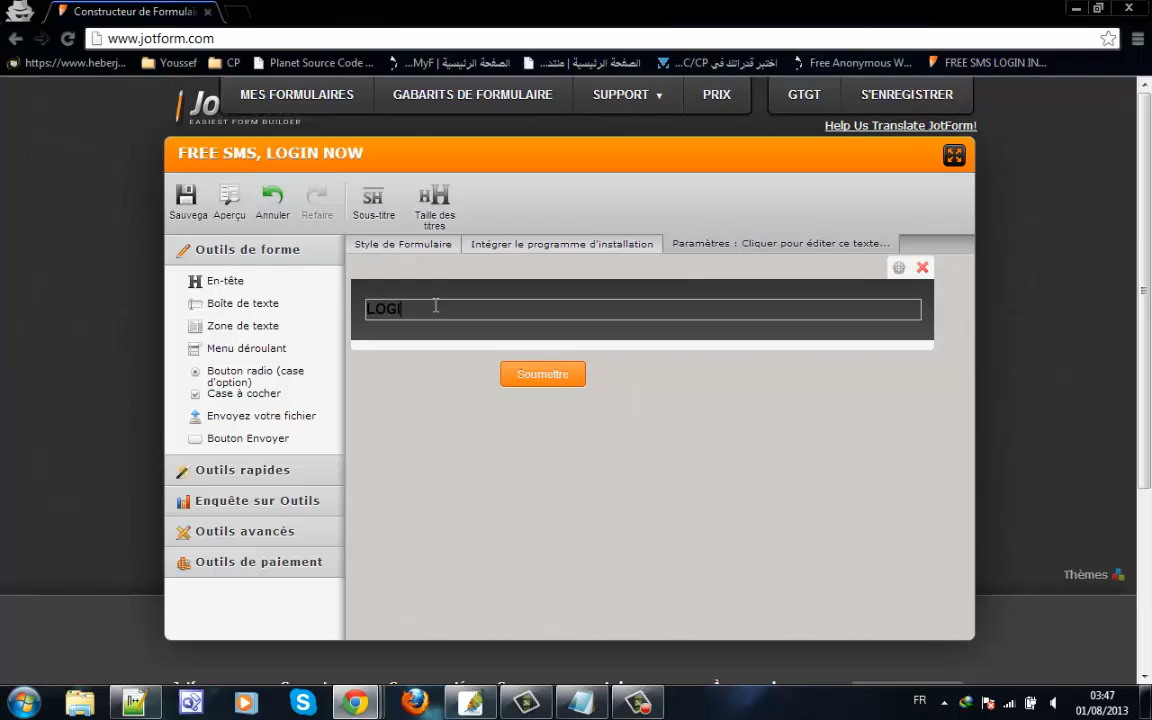 Constructeur de Formulai
www.jotform.com
https://www.heberj...
Youssef
CP
Planet Source Code ...
...MyF | الصفحة الرئيسية
الصفحة الرئيسية | منتد...
اختبر قدراتك في C/CP...
Free Anonymous W...
FREE SMS LOGIN IN...
Jo
EASIEST FORM BUILDER
MES FORMULAIRES
GABARITS DE FORMULAIRE
SUPPORT
PRIX
GTGT
S'ENREGISTRER
Help Us Translate JotForm!
FREE SMS, LOGIN NOW
Sauvega
Aperçu
Annuler
Refaire
SH
Sous-titre
HH
Taille des titres
Outils de forme
Style de Formulaire
Intégrer le programme d'installation
Paramètres : Cliquer pour éditer ce texte...
En-tête
Boîte de texte
Zone de texte
Menu déroulant
Bouton radio (case
d'option)
Case à cocher
Envoyez votre fichier
Bouton Envoyer
LOGI
Soumettre
Outils rapides
Enquête sur Outils
Outils avancés
Outils de paiement
Thèmes
FR
03:47
01/08/2013